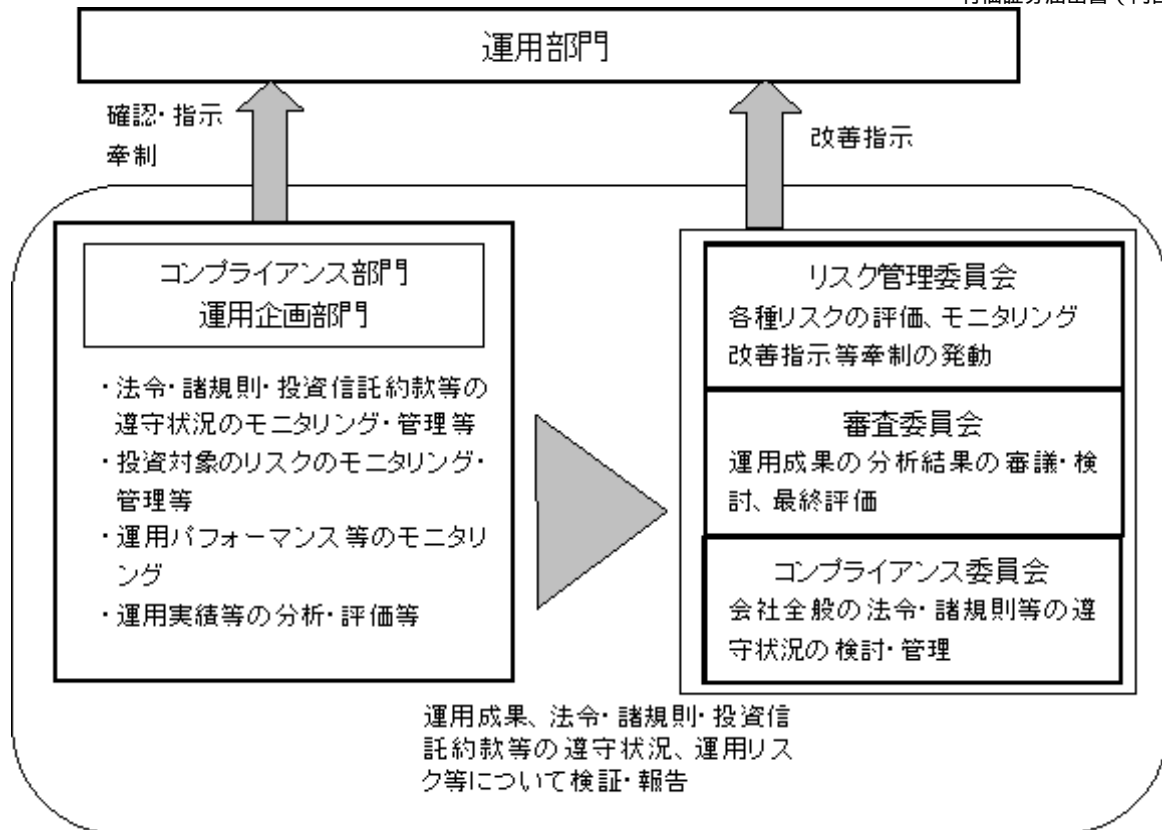 運用部門
確認・指示
牽制
改善指示
コンプライアンス部門
運用企画部門
・法令・諸規則・投資信託約款等の
遵守状況のモニタリング・管理等
・投資対象のリスクのモニタリング・
管理等
・運用パフォーマンス等のモニタリ
ング
・運用実績等の分析・評価等
リスク管理委員会
各種リスクの評価、モニタリング
改善指示等牽制の発動
審査委員会
運用成果の分析結果の審議・検
討、最終評価
コンプライアンス委員会
会社全般の法令・諸規則等の遵
守状況の検討・管理
運用成果、法令・諸規則・投資信
託約款等の遵守状況、運用リス
ク等について検証・報告